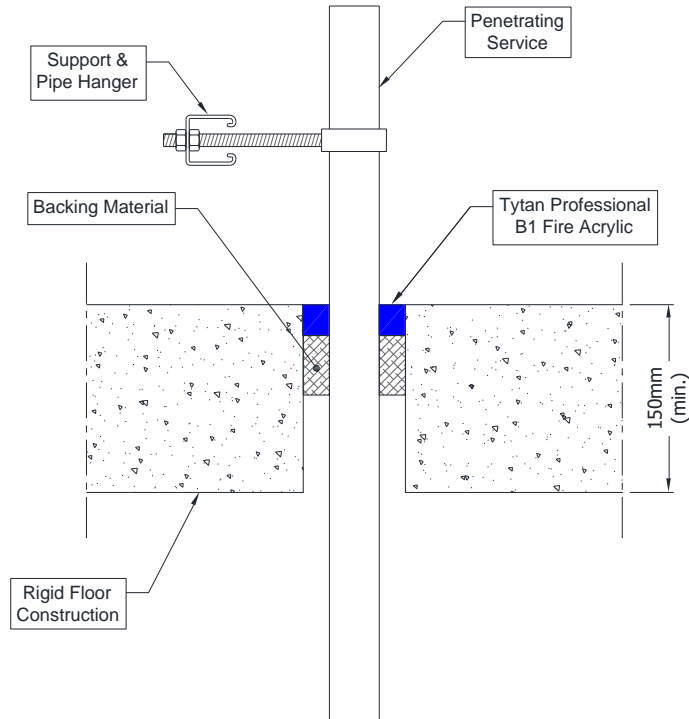 Penetrating
Service
Support &
Pipe Hanger
Backing Material
Tytan Professional
B1 Fire Acrylic
150mm
(min.)
Rigid Floor
Construction